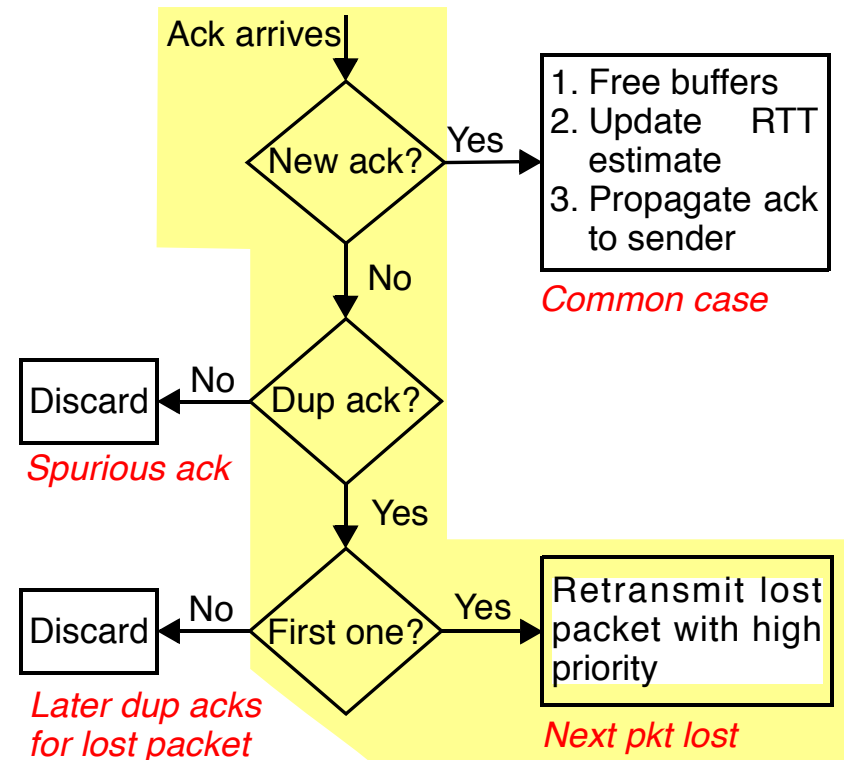 Ack arrives
New ack?
Yes
1. Free buffers
2. Update RTT
estimate
3. Propagate ack
to sender
Common case
No
Dup ack?
No
Discard
Spurious ack
Yes
First one?
No
Discard
Later dup acks
for lost packet
Yes
Retransmit lost
packet with high
priority
Next pkt lost